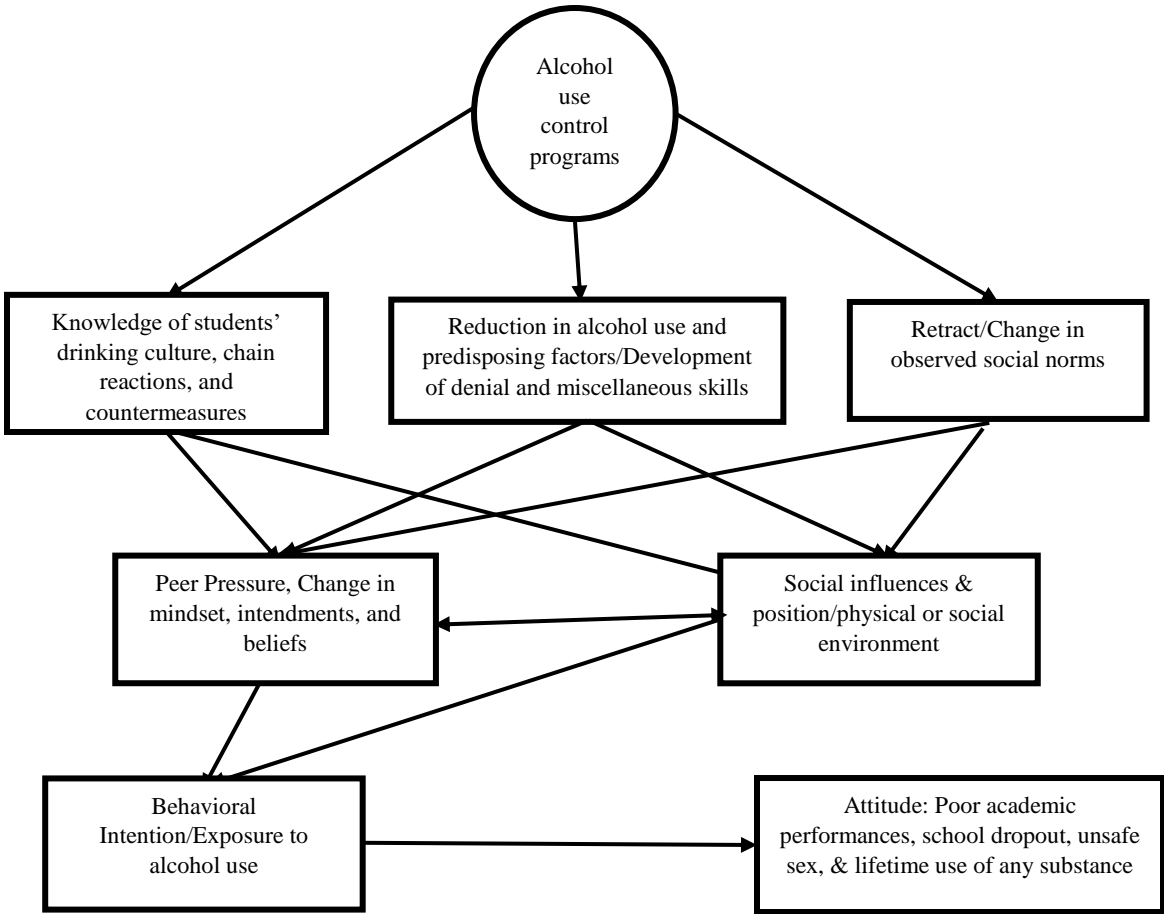 Alcohol
use
control
programs
Knowledge of students’
drinking culture, chain
reactions, and
countermeasures
Reduction in alcohol use and
predisposing factors/Development
of denial and miscellaneous skills
Retract/Change in
observed social norms
Peer Pressure, Change in
mindset, intendments, and
beliefs
Social influences &
position/physical or social
environment
Behavioral
Intention/Exposure to
alcohol use
Attitude: Poor academic
performances, school dropout, unsafe
sex, & lifetime use of any substance